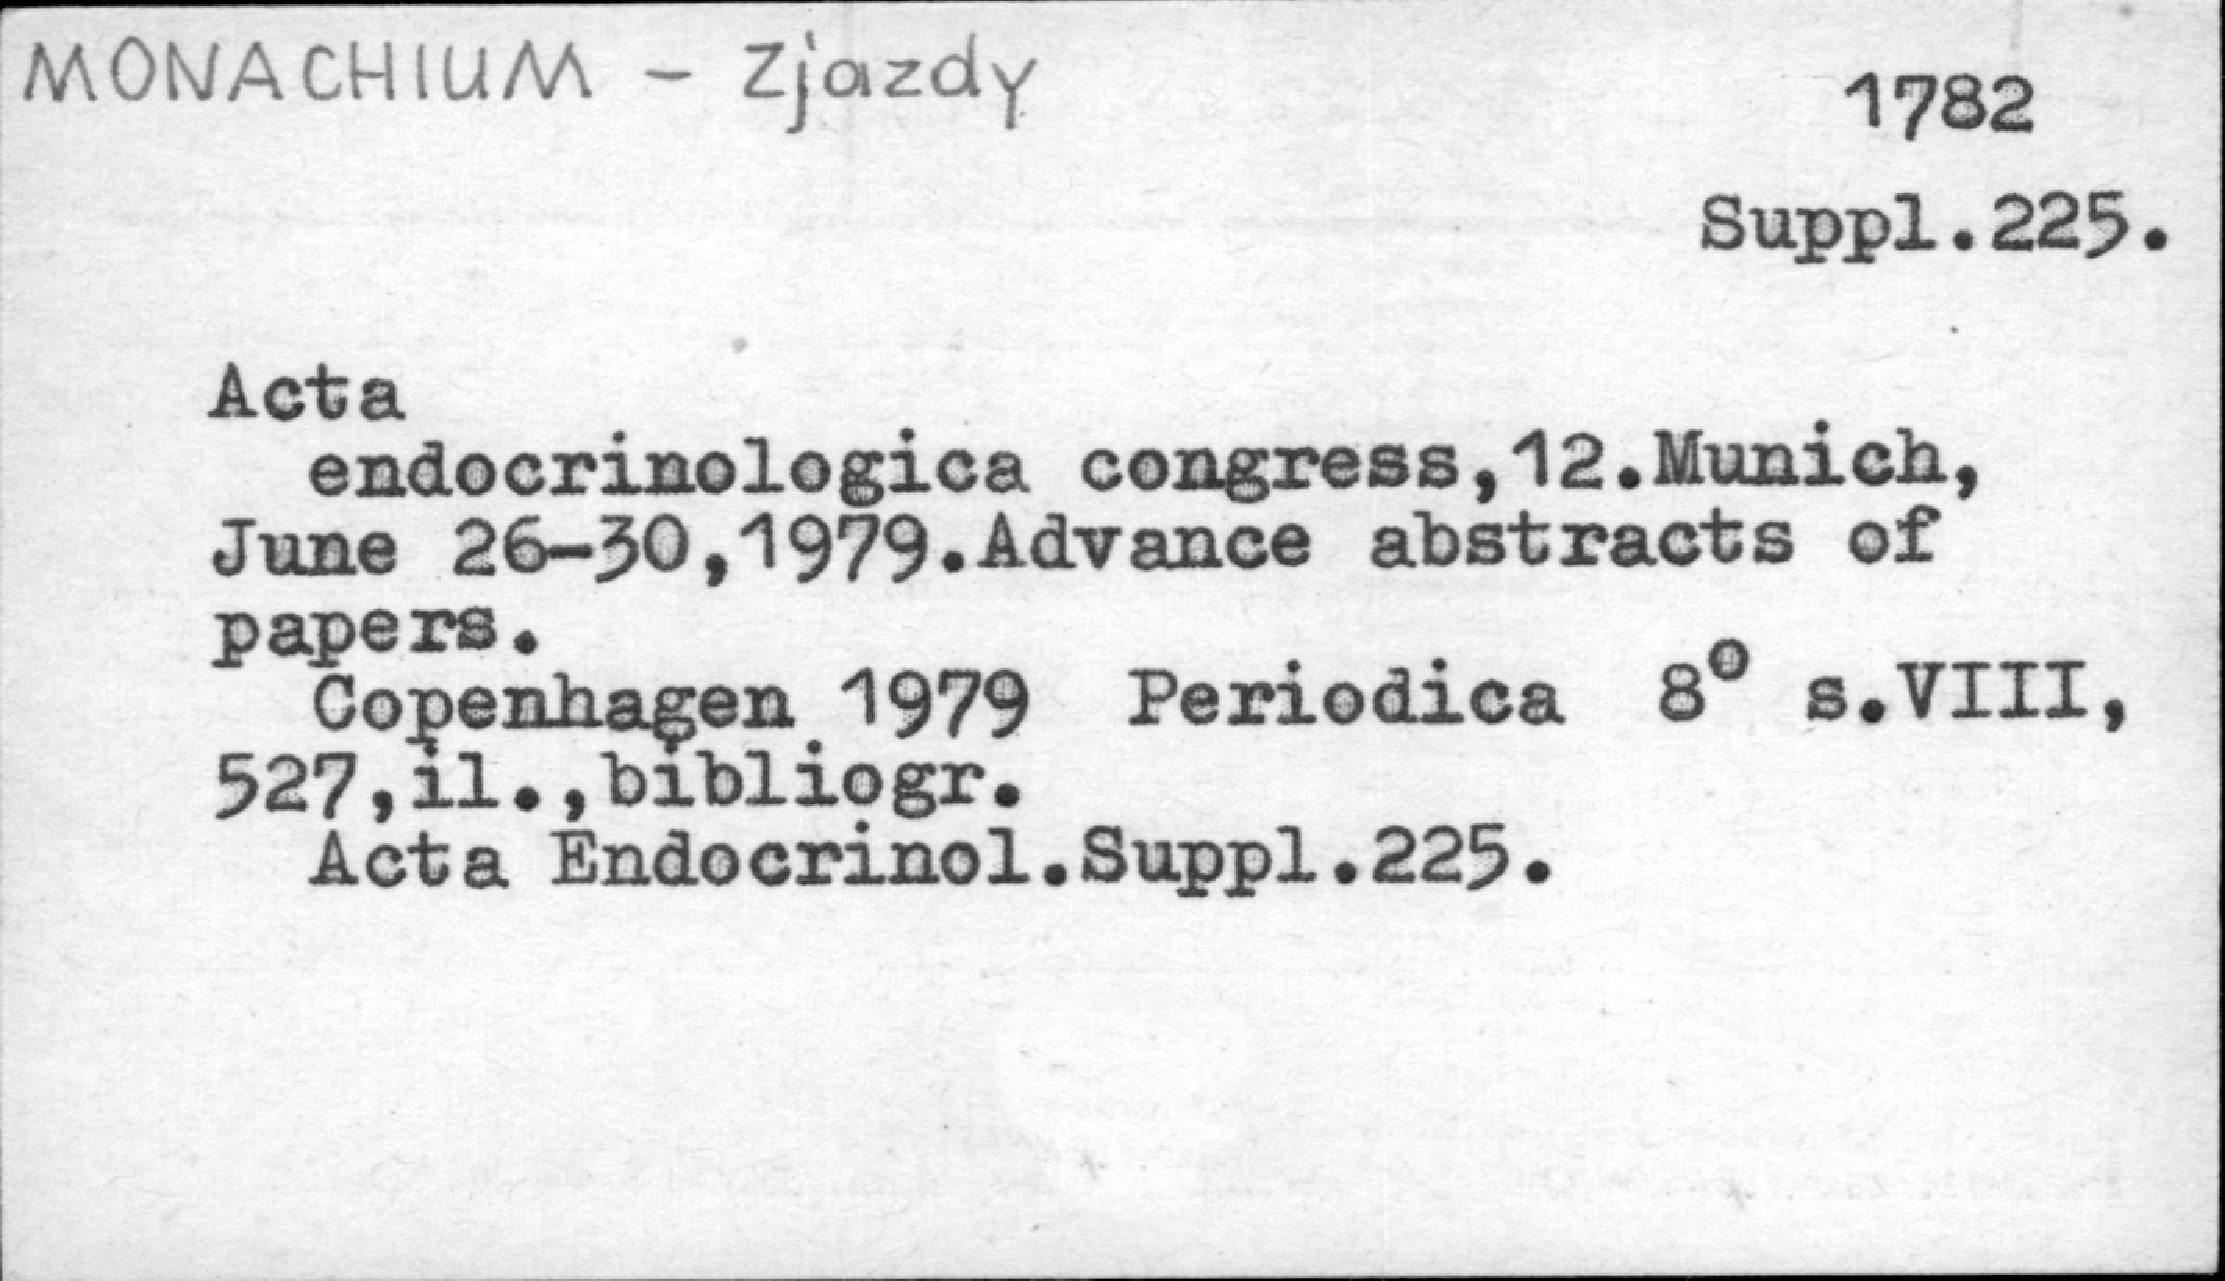 MONACHIUM - Zjazdy
1782
Suppl.225.
Acta
endocrinologica congress,12.Munich,
June 26-30,1979.Advance abstracts of
papers.
Copenhagen 1979 Periodica 8° s.VIII,
527,il.,bibliogr.
Acta Endocrinol.Suppl.225.